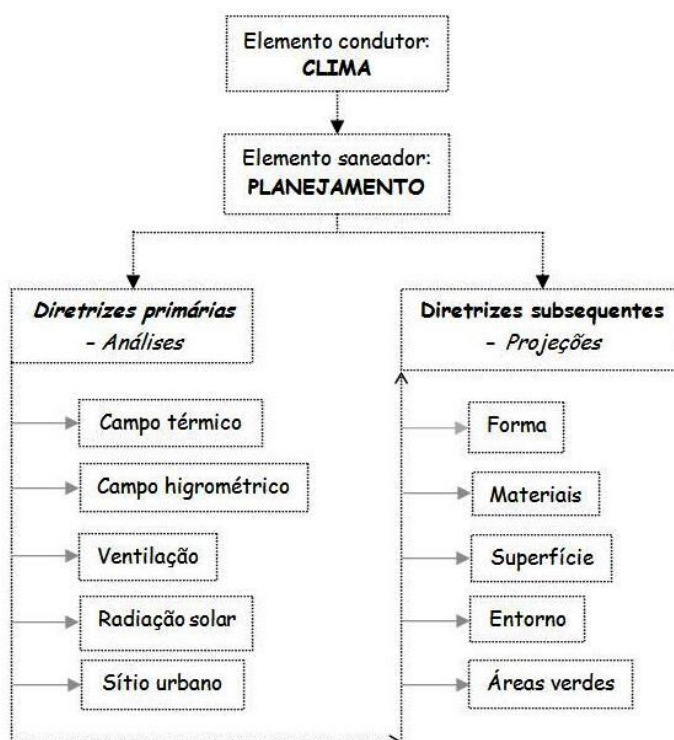 Elemento condutor:
CLIMA
Elemento saneador:
PLANEJAMENTO
Diretrizes primárias
- Análises
Campo térmico
Campo higrométrico
Ventilação
Radiação solar
Sítio urbano
Diretrizes subsequentes
- Projeções
Forma
Materiais
Superfície
Entorno
Áreas verdes